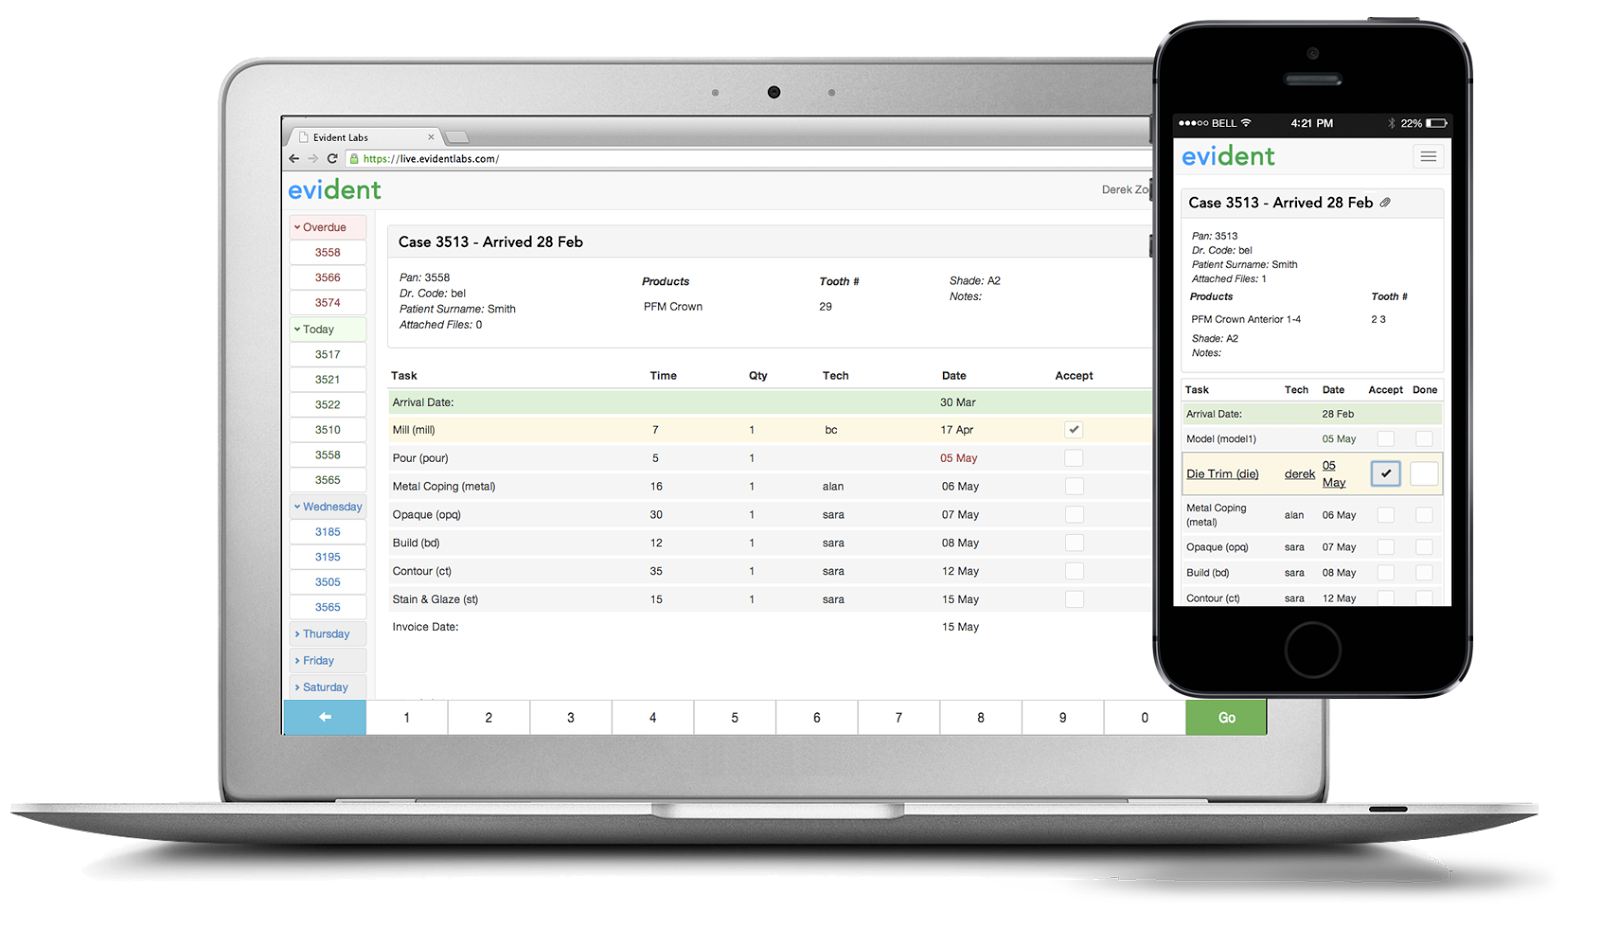 Evident Labs
https://live.evidentlabs.com/
evident
Derek Zo
Overdue
3558
3566
3574
Today
3517
3521
3522
3510
3558
3565
Wednesday
3185
3195
3505
3565
Thursday
Friday
Saturday
Case 3513 - Arrived 28 Feb
Pan: 3558
Dr. Code: bel
Patient Surname: Smith
Attached Files: 0
Products Tooth #
PFM Crown 29
Shade: A2
Notes:
Task Time Qty Tech Date Accept
Arrival Date: 30 Mar
Mill (mill) 7 1 bc 17 Apr
Pour (pour) 5 1 05 May
Metal Coping (metal) 16 1 alan 06 May
Opaque (opq) 30 1 sara 07 May
Build (bd) 12 1 sara 08 May
Contour (ct) 35 1 sara 12 May
Stain & Glaze (st) 15 1 sara 15 May
Invoice Date: 15 May
1 2 3 4 5 6 7 8 9 0 Go
BELL 4:21 PM 22%
evident
Case 3513 - Arrived 28 Feb
Pan: 3513
Dr. Code: bel
Patient Surname: Smith
Attached Files: 1
Products Tooth #
PFM Crown Anterior 1-4 2 3
Shade: A2
Notes:
Task Tech Date Accept Done
Arrival Date: 28 Feb
Model (model1) 05 May
Die Trim (die) derek 05
May
Metal Coping
(metal) alan 06 May
Opaque (opq) sara 07 May
Build (bd) sara 08 May
Contour (ct) sara 12 May